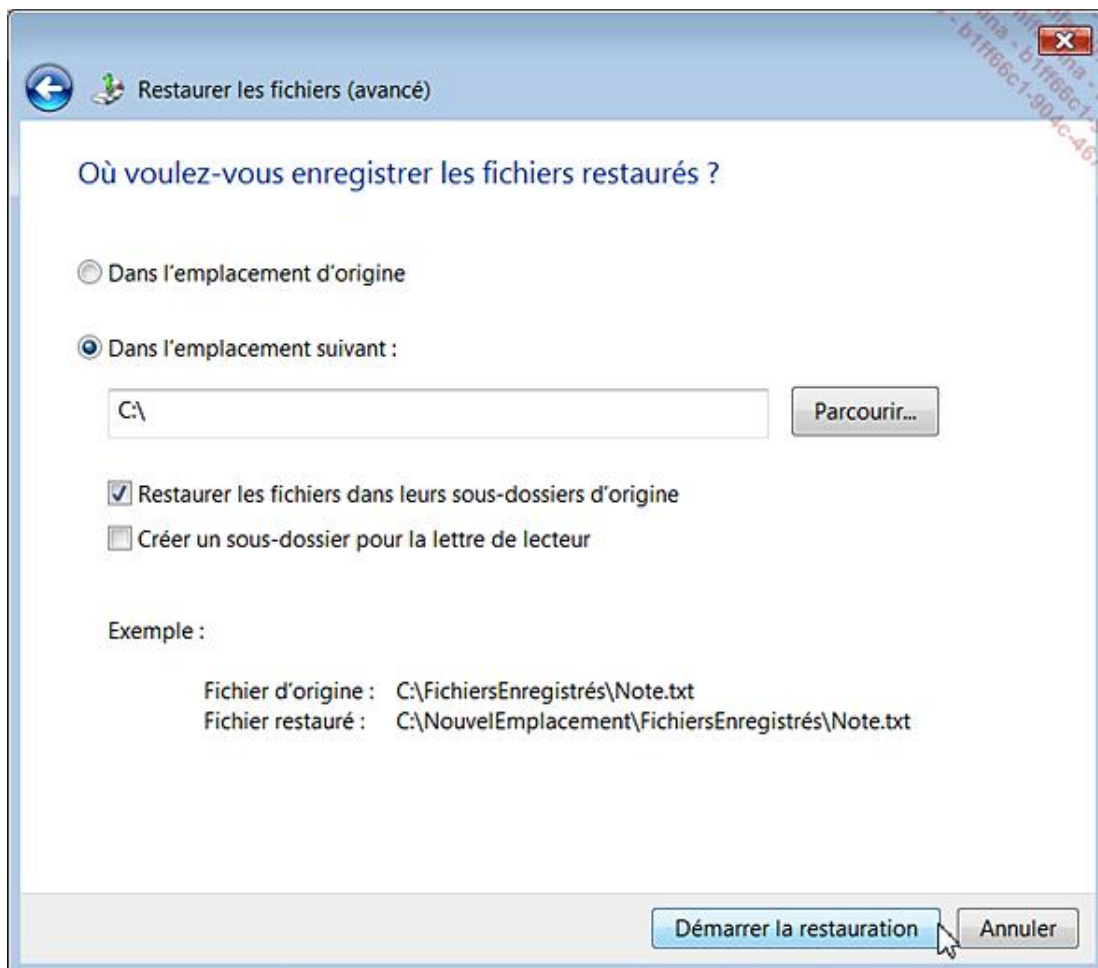 Restaurer les fichiers (avancé)
Où voulez-vous enregistrer les fichiers restaurés ?
Dans l'emplacement d'origine
Dans l'emplacement suivant :
C:\
Parcourir...
Restaurer les fichiers dans leurs sous-dossiers d'origine
Créer un sous-dossier pour la lettre de lecteur
Exemple :
Fichier d'origine : C:\FichiersEnregistrés\Note.txt
Fichier restauré : C:\NouvelEmplacement\FichiersEnregistrés\Note.txt
Démarrer la restauration
Annuler